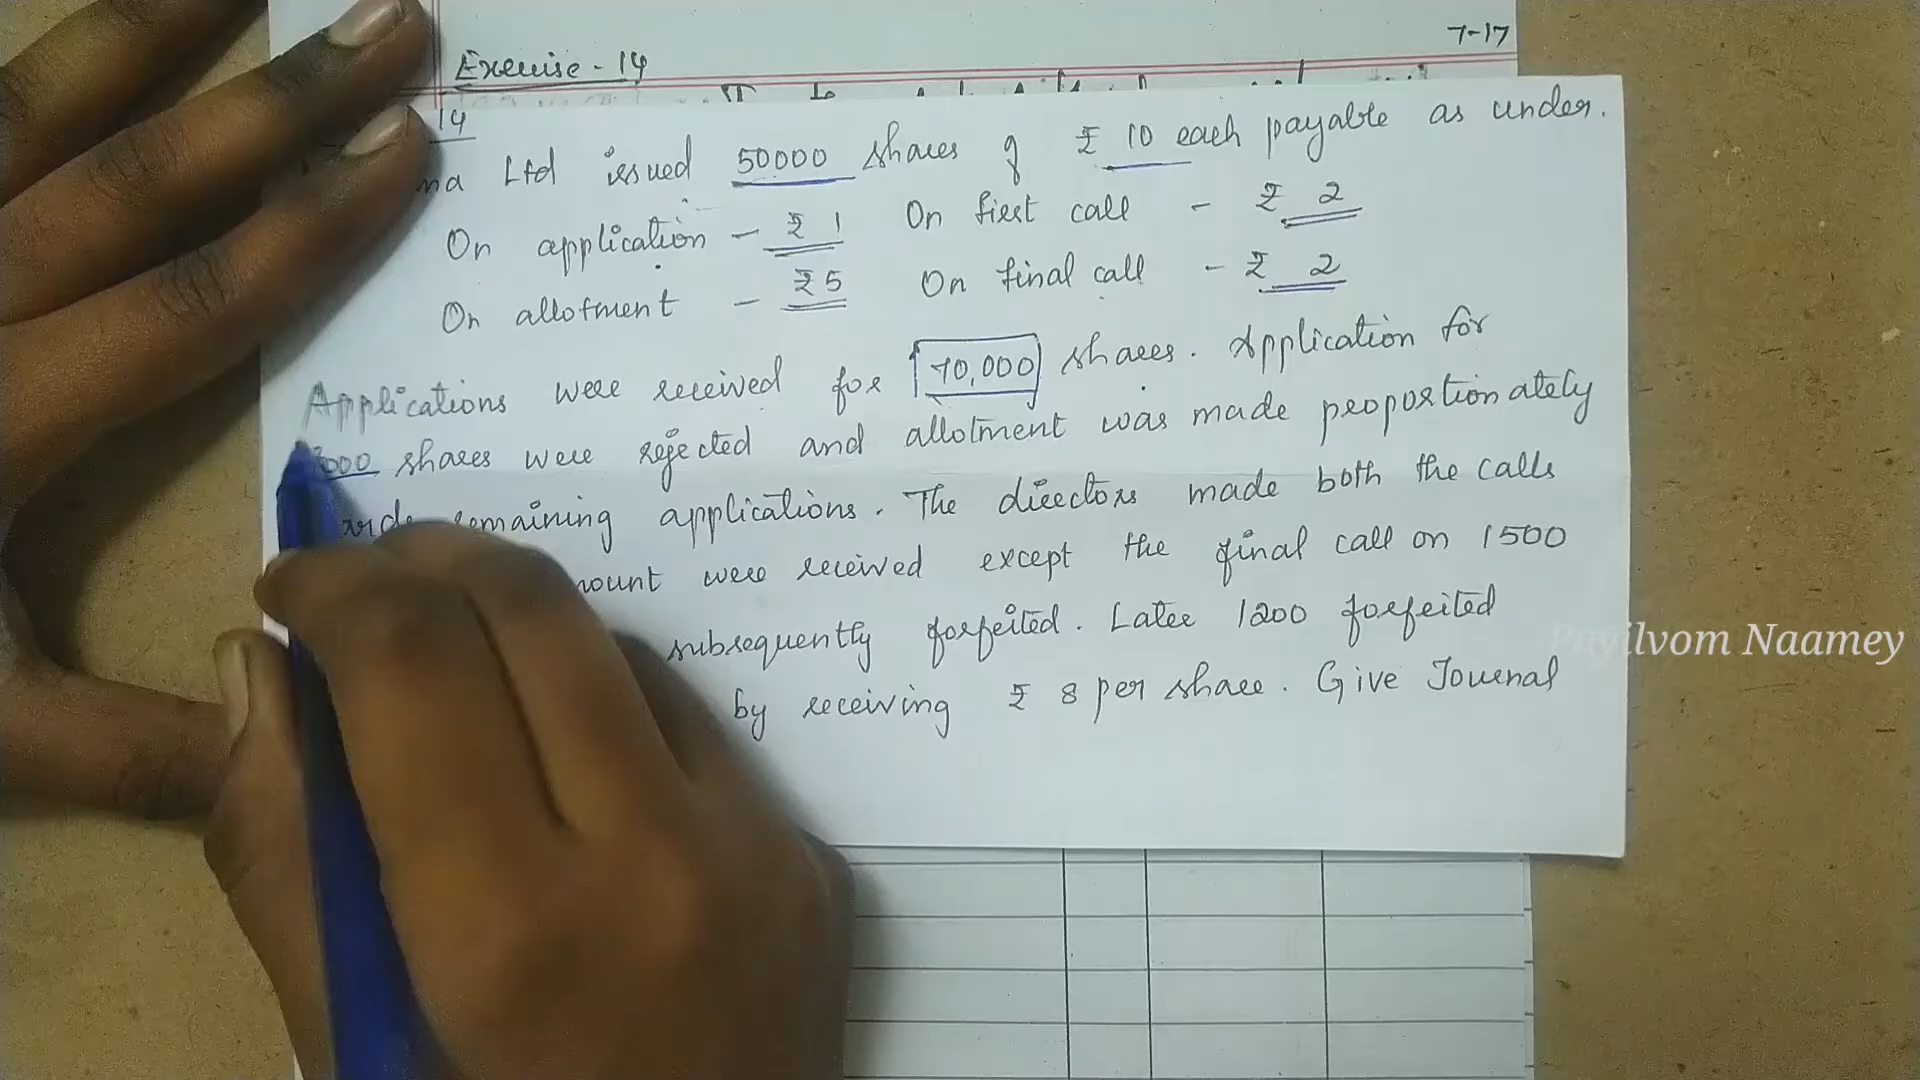 7-17
Exercise - 14
14
na Ltd issued 50000 shares of ₹ 10 each payable as under.
On application - ₹ 1 On first call - ₹ 2
On allotment - ₹5 On final call - ₹ 2
Applications were received for 70,000 shares. Application for
000 shares were rejected and allotment was made proportionately
remaining applications. The directors made both the calls
mount were received except the final call on 1500
subsequently forfeited. Later 1200 forfeited
by receiving ₹ 8 per share. Give Journal
Payilvom Naamey